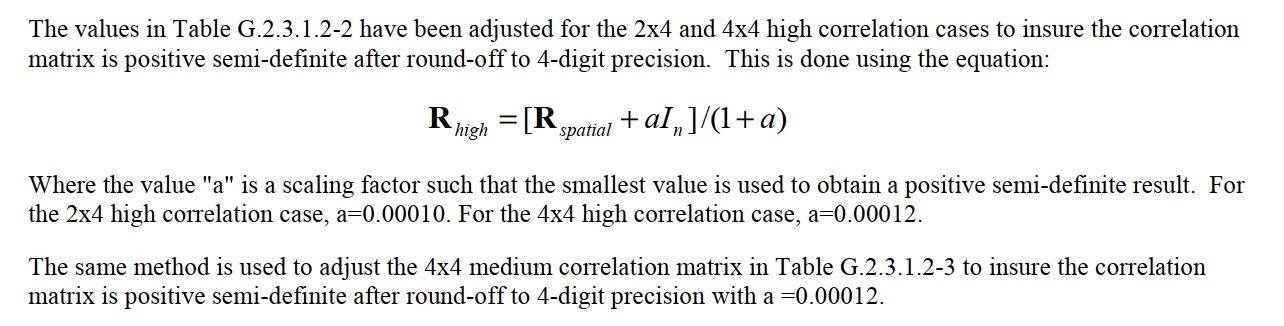 The values in Table G.2.3.1.2-2 have been adjusted for the 2x4 and 4x4 high correlation cases to insure the correlation
matrix is positive semi-definite after round-off to 4-digit precision.  This is done using the equation:
R_high = [R_spatial + aI_n]/(1 + a)
Where the value "a" is a scaling factor such that the smallest value is used to obtain a positive semi-definite result.  For
the 2x4 high correlation case, a=0.00010. For the 4x4 high correlation case, a=0.00012.
The same method is used to adjust the 4x4 medium correlation matrix in Table G.2.3.1.2-3 to insure the correlation
matrix is positive semi-definite after round-off to 4-digit precision with a =0.00012.